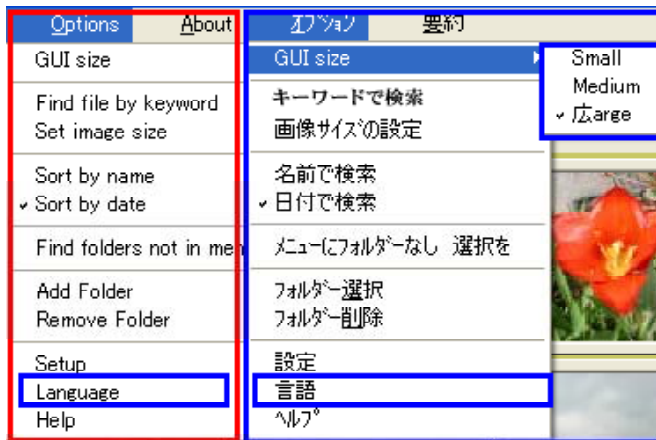 Options About
GUI size
Find file by keyword
Set image size
Sort by name
Sort by date
Find folders not in men
Add Folder
Remove Folder
Setup
Language
Help
オプション 要約
GUI size
キーワードで検索
画像サイズの設定
名前で検索
日付で検索
メニューにフォルダーなし 選択を
フォルダー選択
フォルダー削除
設定
言語
ヘルプ
Small
Medium
広arge